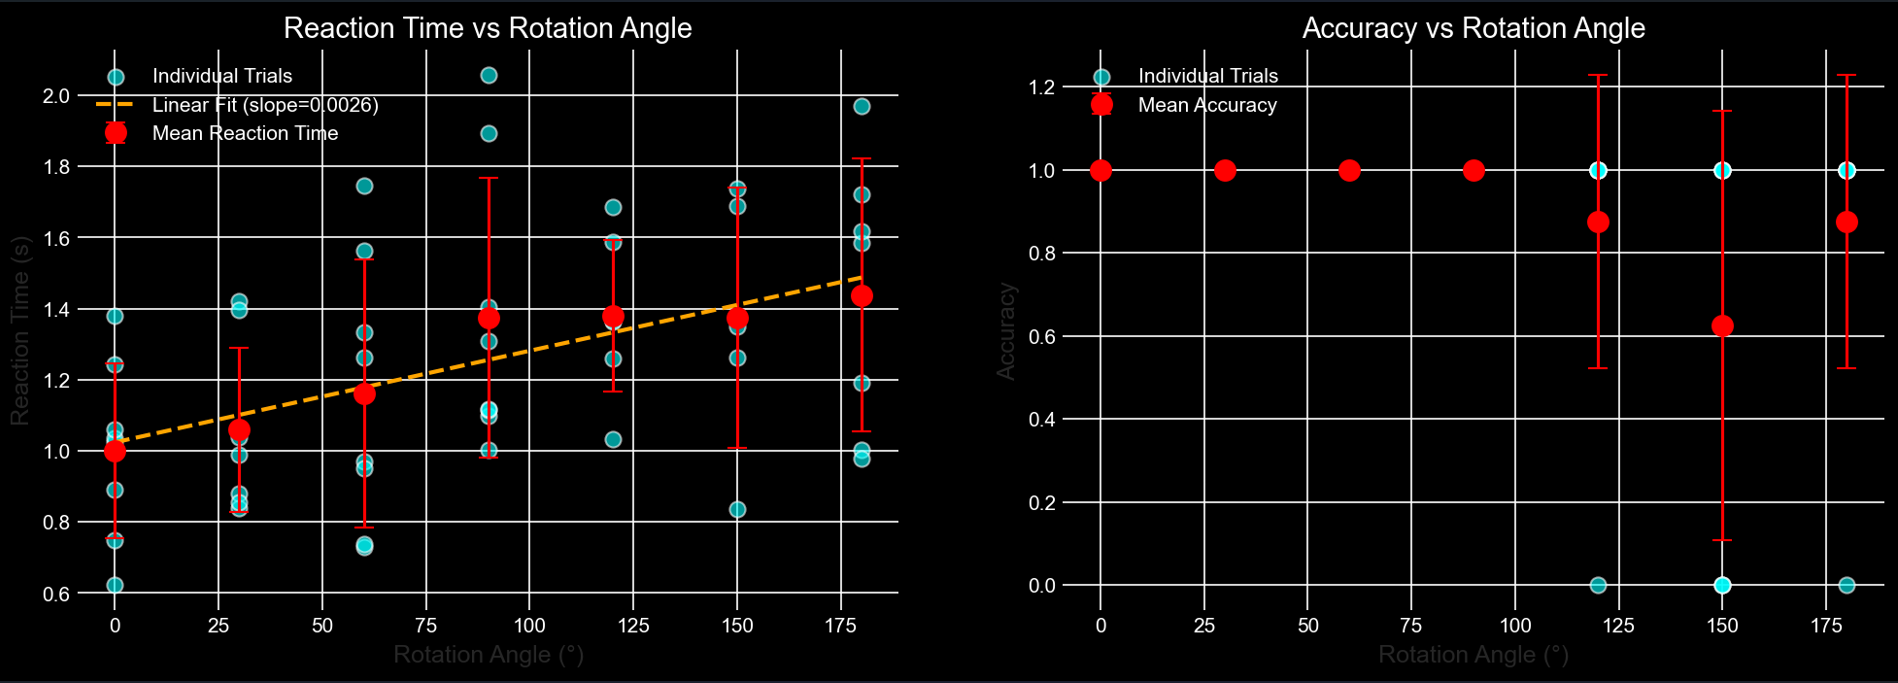 Reaction Time vs Rotation Angle
Individual Trials
Linear Fit (slope=0.0026)
Mean Reaction Time
Reaction Time (s)
2.0
1.8
1.6
1.4
1.2
1.0
0.8
0.6
0 25 50 75 100 125 150 175
Rotation Angle (°)
Accuracy vs Rotation Angle
Individual Trials
Mean Accuracy
Accuracy
1.2
1.0
0.8
0.6
0.4
0.2
0.0
0 25 50 75 100 125 150 175
Rotation Angle (°)